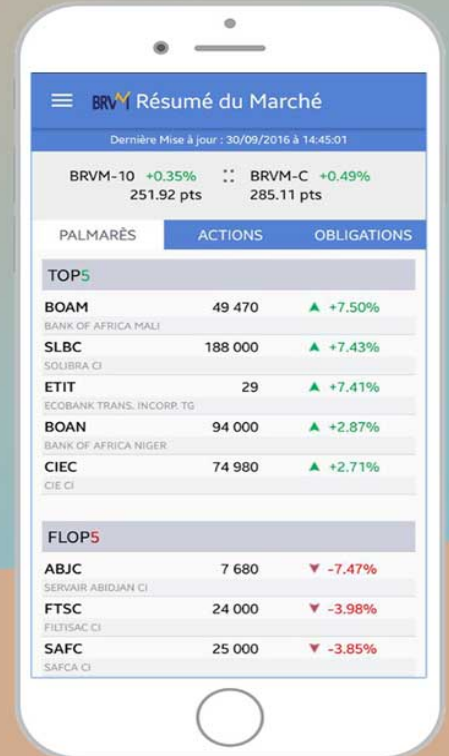 BRVM Résumé du Marché
Dernière Mise à jour : 30/09/2016 à 14:45:01
BRVM-10 +0.35% BRVM-C +0.49%
251.92 pts 285.11 pts
PALMARÈS ACTIONS OBLIGATIONS
TOP5
BOAM 49 470 +7.50%
BANK OF AFRICA MALI
SLBC 188 000 +7.43%
SOLIBRA CI
ETIT 29 +7.41%
ECOBANK TRANS. INCORP. TG
BOAN 94 000 +2.87%
BANK OF AFRICA NIGER
CIEC 74 980 +2.71%
CIE CI
FLOP5
ABJC 7 680 -7.47%
SERVAIR ABIDJAN CI
FTSC 24 000 -3.98%
FILTISAC CI
SAFC 25 000 -3.85%
SAFCA CI